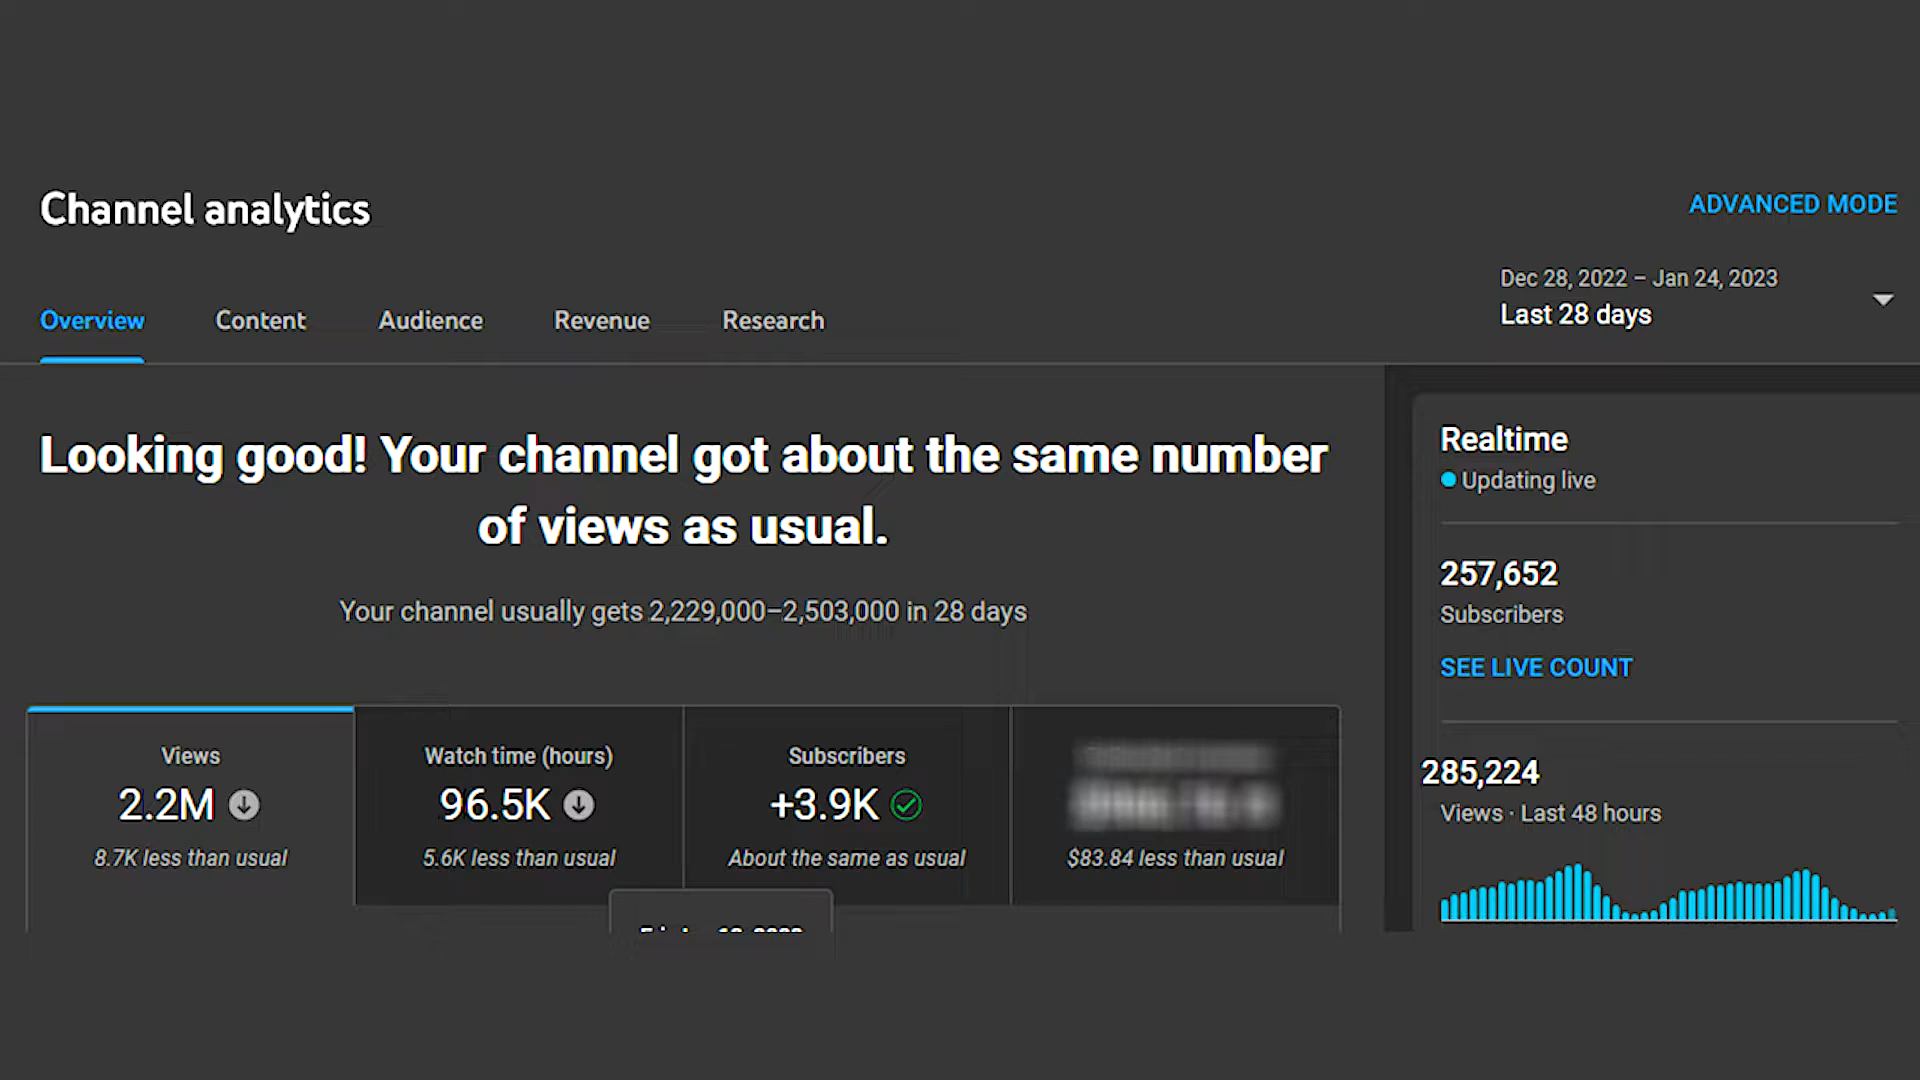 Channel analytics
ADVANCED MODE
Dec 28, 2022 – Jan 24, 2023
Last 28 days
Overview
Content
Audience
Revenue
Research
Looking good! Your channel got about the same number
of views as usual.
Your channel usually gets 2,229,000–2,503,000 in 28 days
Views
2.2M
8.7K less than usual
Watch time (hours)
96.5K
5.6K less than usual
Subscribers
+3.9K
About the same as usual
$83.84 less than usual
Realtime
Updating live
257,652
Subscribers
SEE LIVE COUNT
285,224
Views · Last 48 hours